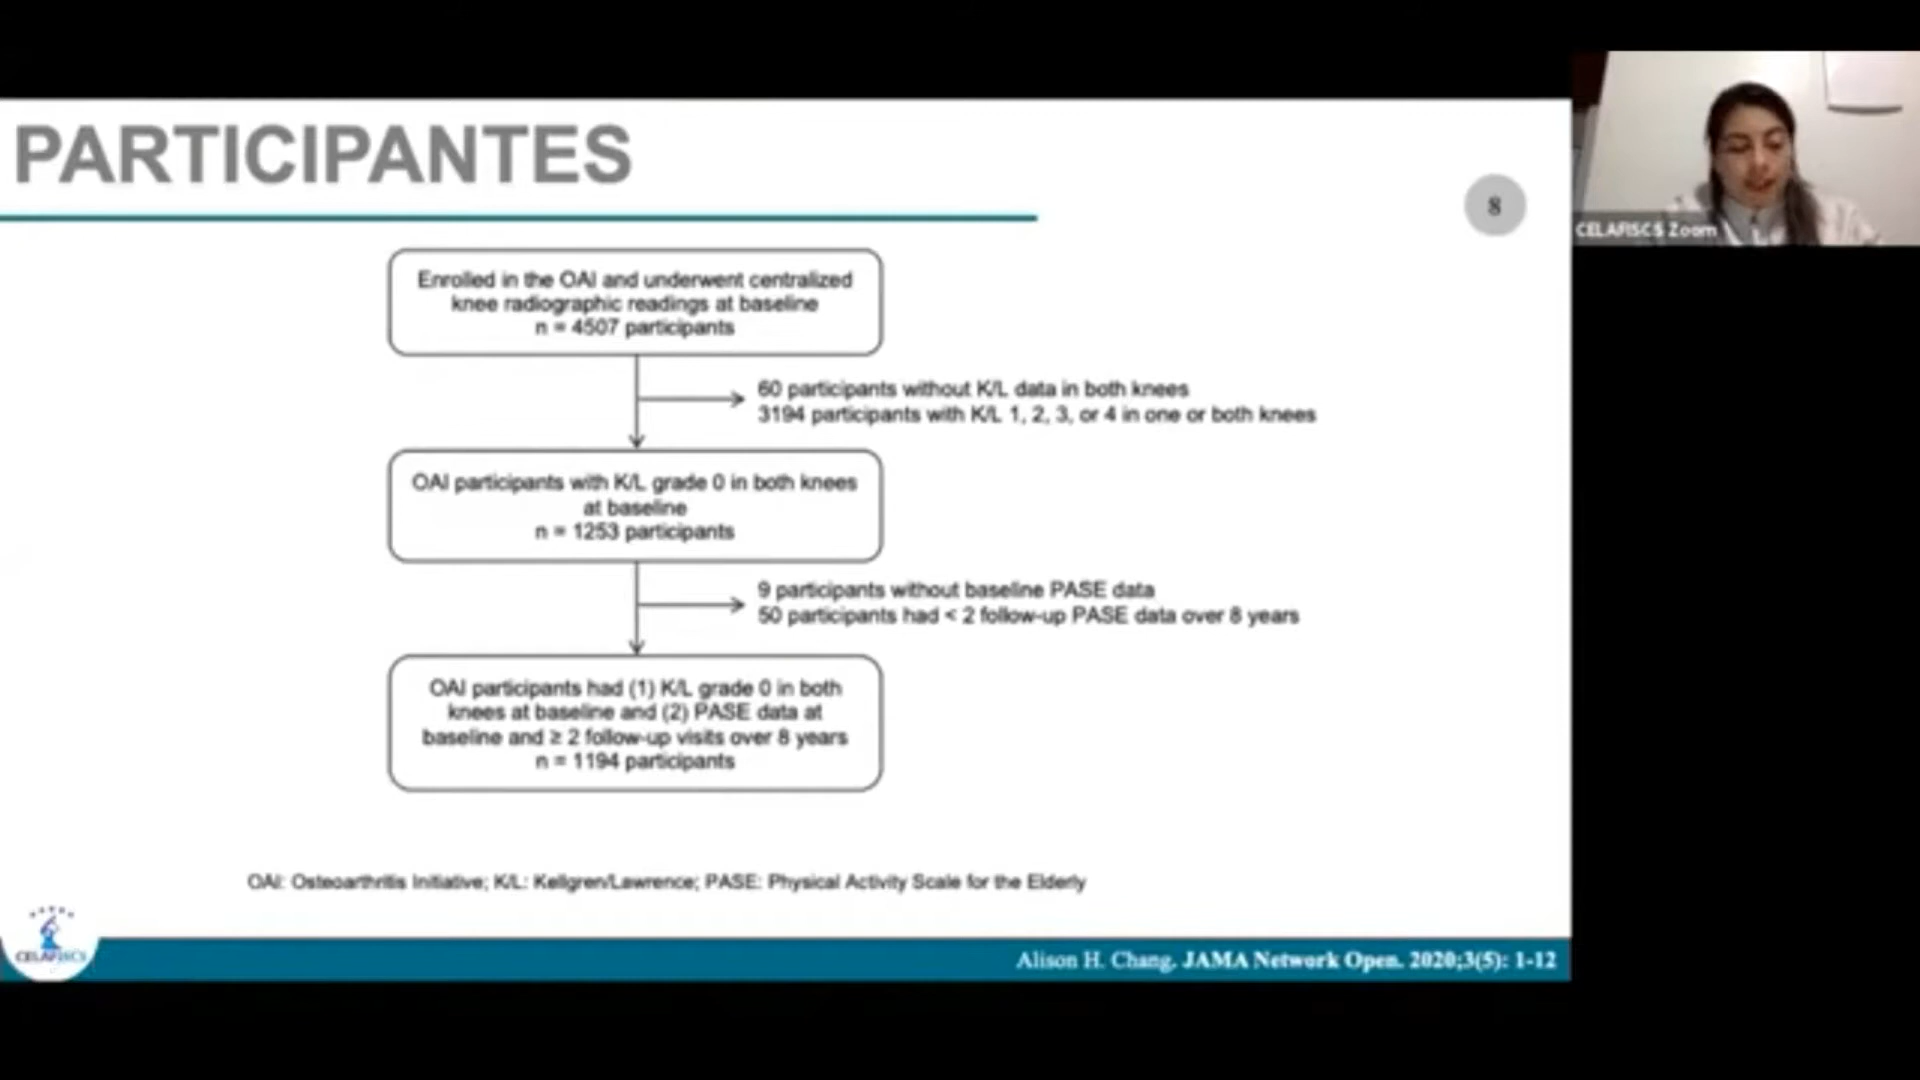 PARTICIPANTES
8
CELAFISCS Zoom
Enrolled in the OAI and underwent centralized
knee radiographic readings at baseline
n = 4507 participants
60 participants without K/L data in both knees
3194 participants with K/L 1, 2, 3, or 4 in one or both knees
OAI participants with K/L grade 0 in both knees
at baseline
n = 1253 participants
9 participants without baseline PASE data
50 participants had < 2 follow-up PASE data over 8 years
OAI participants had (1) K/L grade 0 in both
knees at baseline and (2) PASE data at
baseline and ≥ 2 follow-up visits over 8 years
n = 1194 participants
OAI: Osteoarthritis Initiative; K/L: Kellgren/Lawrence; PASE: Physical Activity Scale for the Elderly
CELAFISCS
Alison H. Chang. JAMA Network Open. 2020;3(5): 1-12